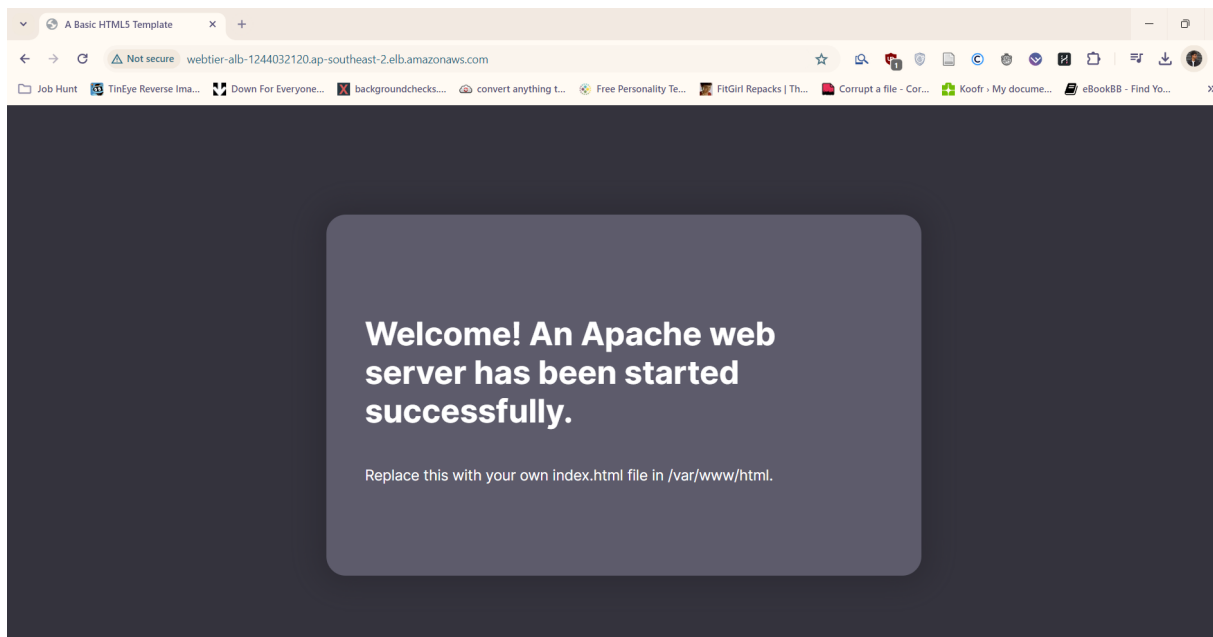 A Basic HTML5 Template
Not secure
webtier-alb-1244032120.ap-southeast-2.elb.amazonaws.com
1
Job Hunt
TinEye Reverse Ima...
Down For Everyone...
backgroundchecks....
convert anything t...
Free Personality Te...
FitGirl Repacks | Th...
Corrupt a file - Cor...
Koofr › My docume...
eBookBB - Find Yo...
Welcome! An Apache web
server has been started
successfully.
Replace this with your own index.html file in /var/www/html.